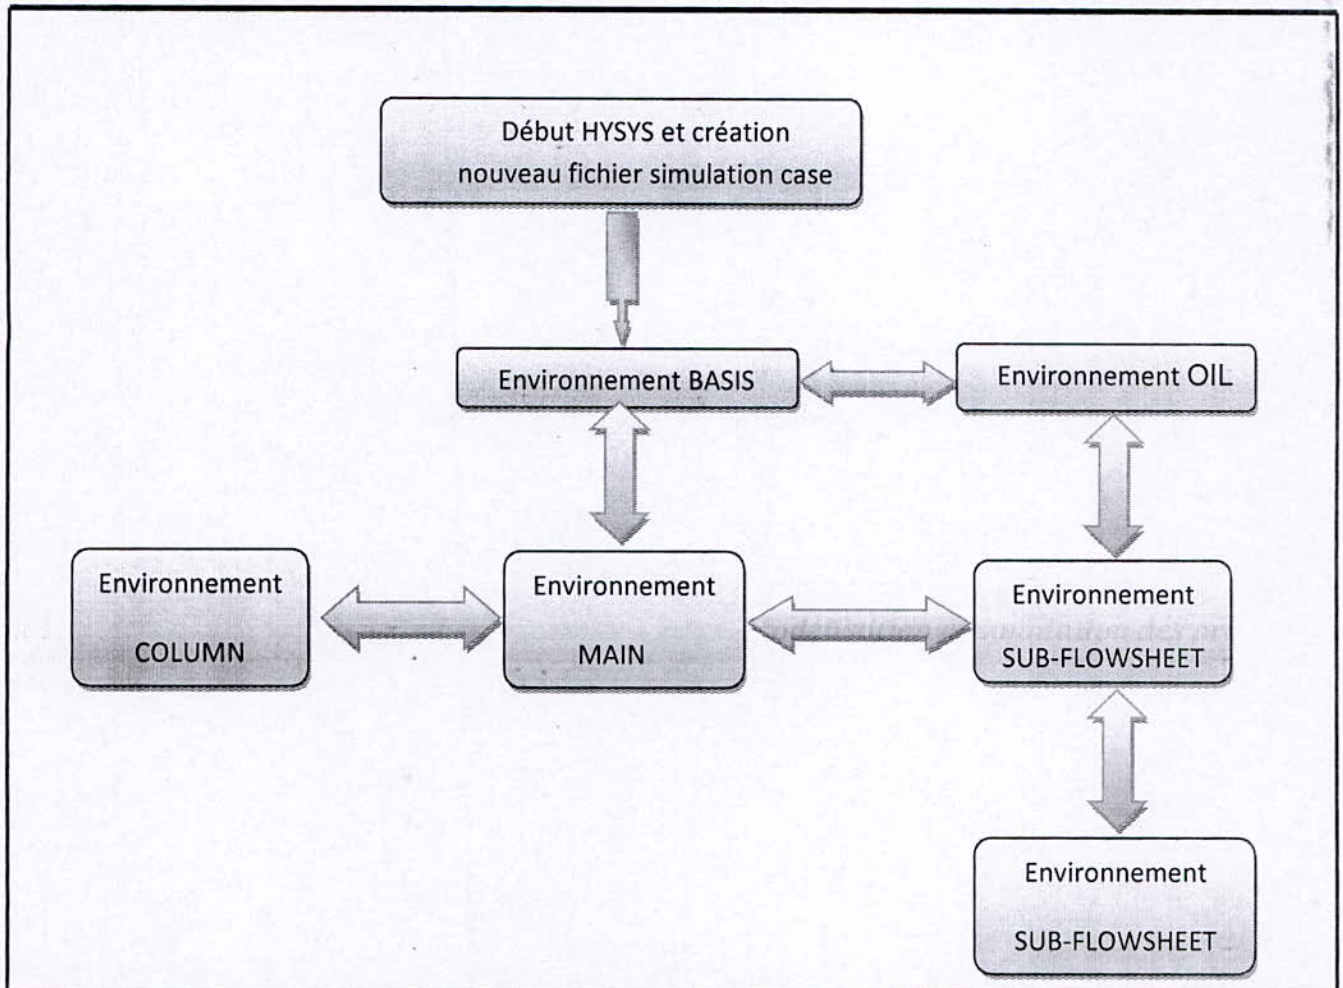 Début HYSYS et création
nouveau fichier simulation case
Environnement BASIS
Environnement OIL
Environnement
COLUMN
Environnement
MAIN
Environnement
SUB-FLOWSHEET
Environnement
SUB-FLOWSHEET